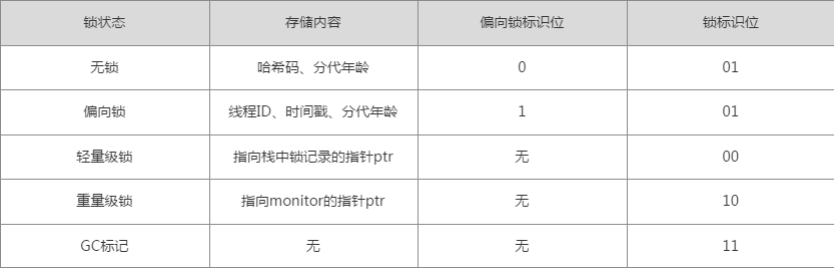 锁状态 存储内容 偏向锁标识位 锁标识位
无锁 哈希码、分代年龄 0 01
偏向锁 线程ID、时间戳、分代年龄 1 01
轻量级锁 指向栈中锁记录的指针ptr 无 00
重量级锁 指向monitor的指针ptr 无 10
GC标记 无 无 11